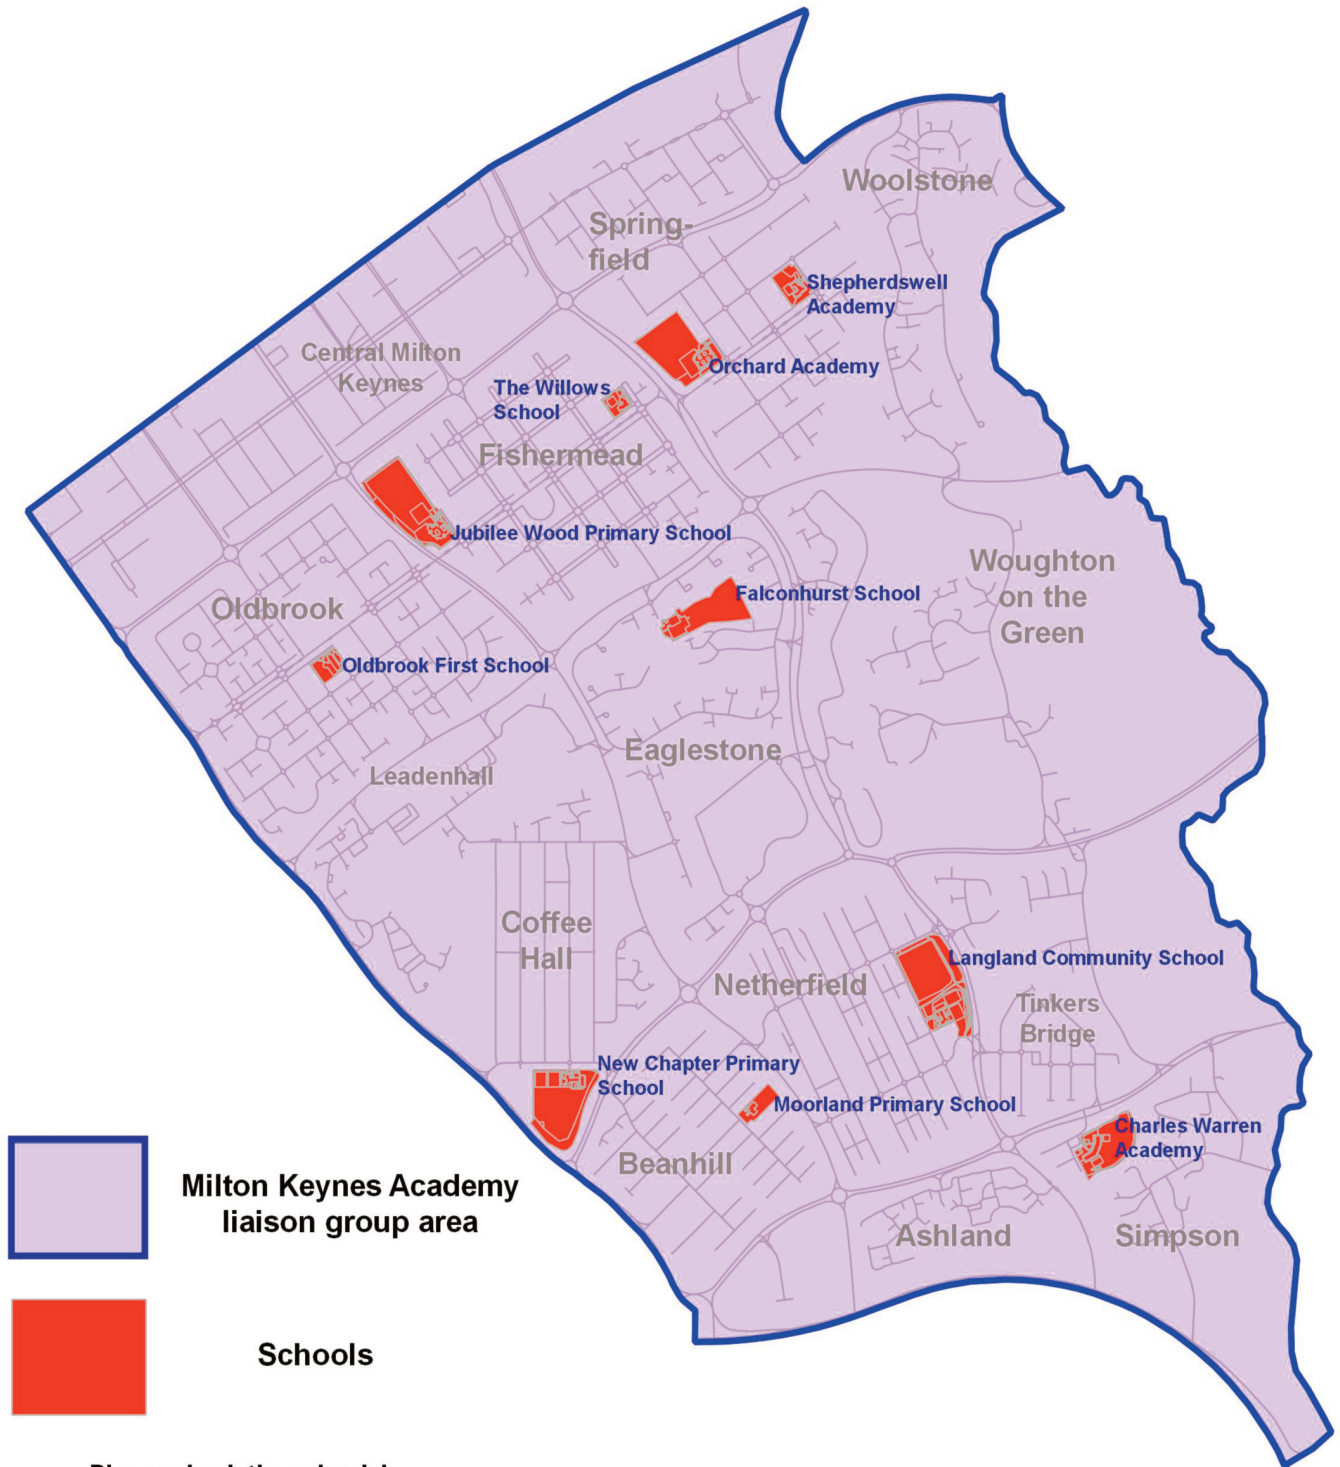 Woolstone
Spring-
field
Shepherdswell
Academy
Central Milton
Keynes
Orchard Academy
The Willows
School
Fishermead
Jubilee Wood Primary School
Woughton
on the
Green
Falconhurst School
Oldbrook
Oldbrook First School
Eaglestone
Leadenhall
Coffee
Hall
Langland Community School
Netherfield
Tinkers
Bridge
New Chapter Primary
School
Moorland Primary School
Charles Warren
Academy
Beanhill
Milton Keynes Academy
liaison group area
Ashland
Simpson
Schools